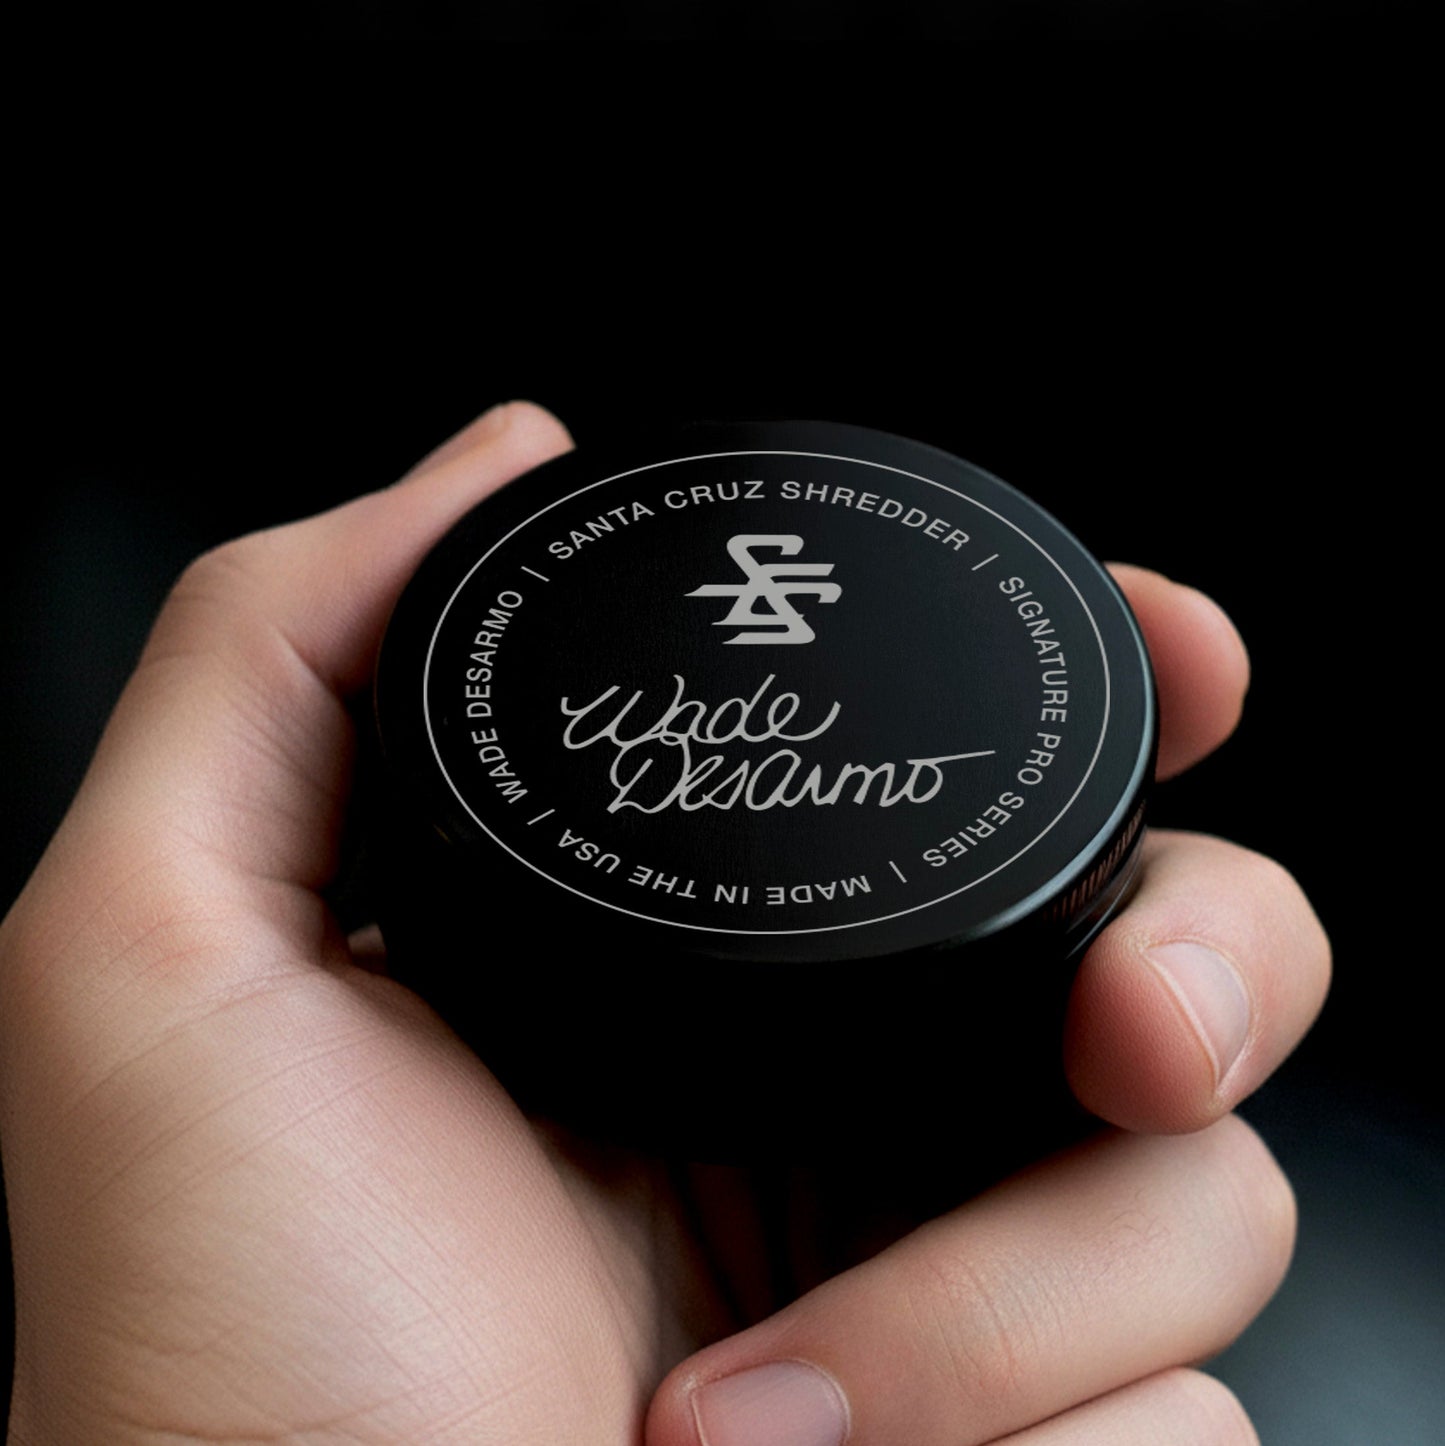 SANTA CRUZ SHREDDER | SIGNATURE PRO SERIES | MADE IN THE USA | WADE DESARMO |
Wade
Desarmo